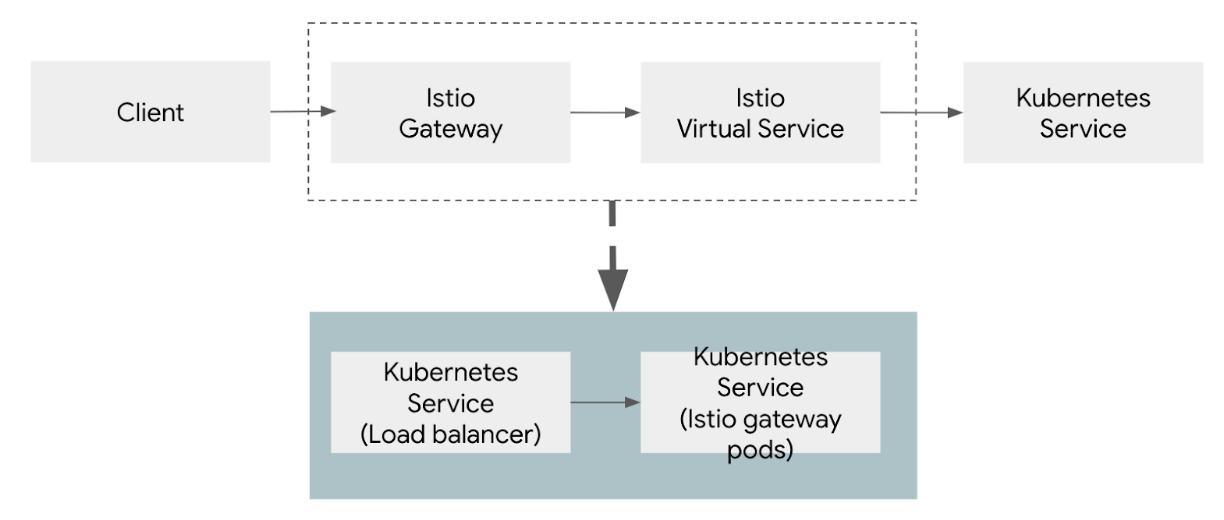 Client
Istio
Gateway
Istio
Virtual Service
Kubernetes
Service
Kubernetes
Service
(Load balancer)
Kubernetes
Service
(Istio gateway
pods)